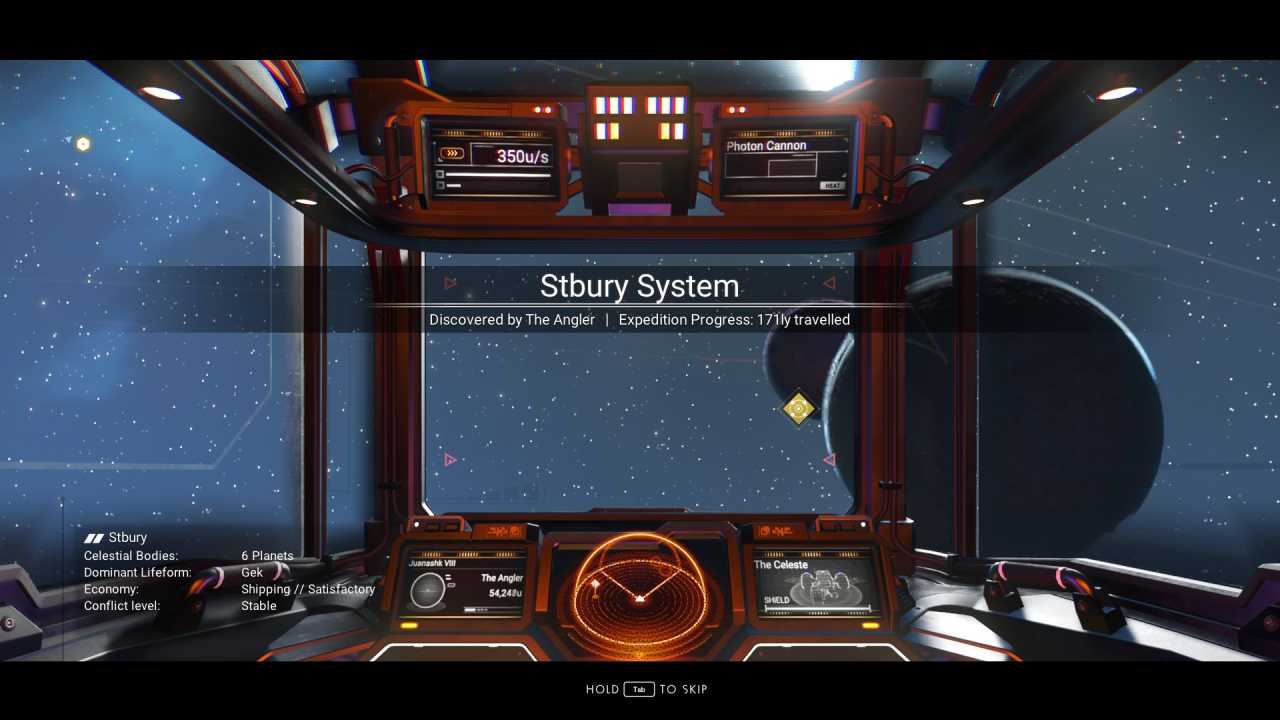 350u/s
Photon Cannon
HEAT
Stbury System
Discovered by The Angler | Expedition Progress: 171ly travelled
Stbury
Celestial Bodies: 6 Planets
Dominant Lifeform: Gek
Economy: Shipping // Satisfactory
Conflict level: Stable
Juanashk VIII
The Angler
54,248u
The Celeste
SHIELD
HOLD Tab TO SKIP